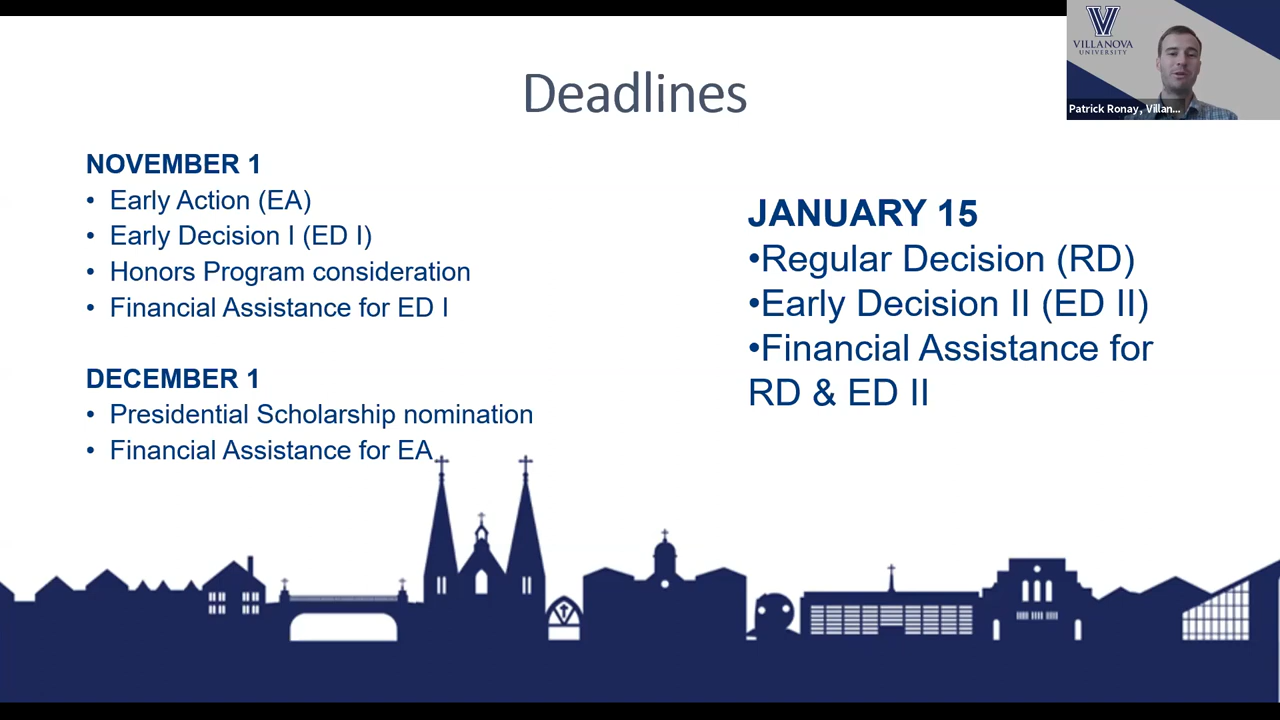 Deadlines
NOVEMBER 1
• Early Action (EA)
• Early Decision I (ED I)
• Honors Program consideration
• Financial Assistance for ED I
DECEMBER 1
• Presidential Scholarship nomination
• Financial Assistance for EA
JANUARY 15
•Regular Decision (RD)
•Early Decision II (ED II)
•Financial Assistance for
RD & ED II
V
VILLANOVA
UNIVERSITY
Patrick Ronay, Villan...